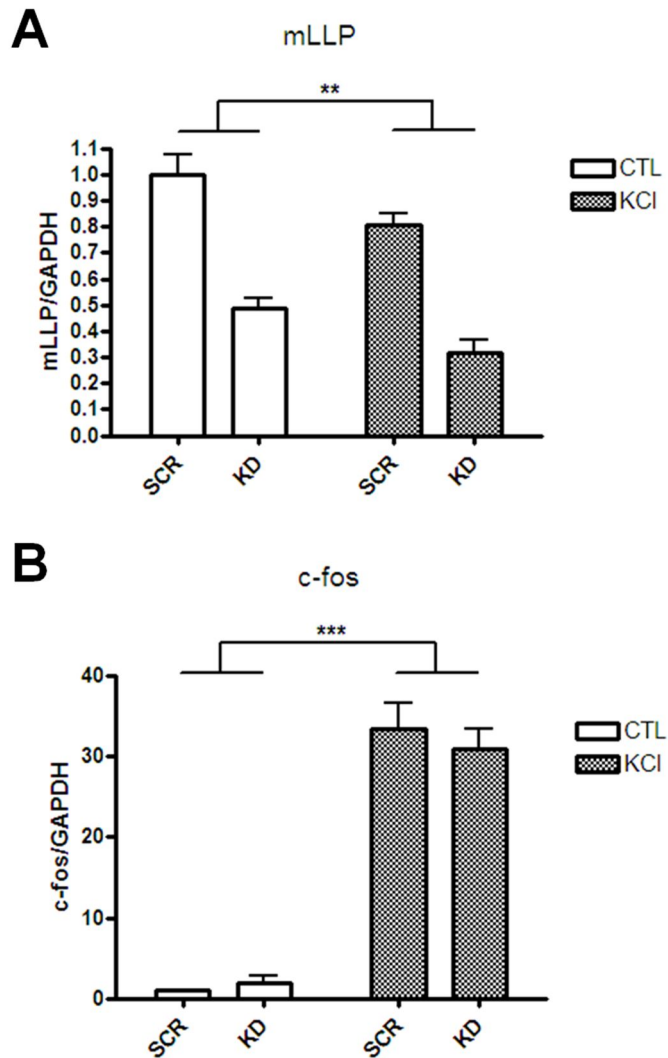 A
mLLP
**
1.1
1.0
0.9
0.8
0.7
0.6
0.5
0.4
0.3
0.2
0.1
0.0
mLLP/GAPDH
SCR
KD
SCR
KD
CTL
KCl
B
c-fos
***
40
30
20
10
0
c-fos/GAPDH
SCR
KD
SCR
KD
CTL
KCl